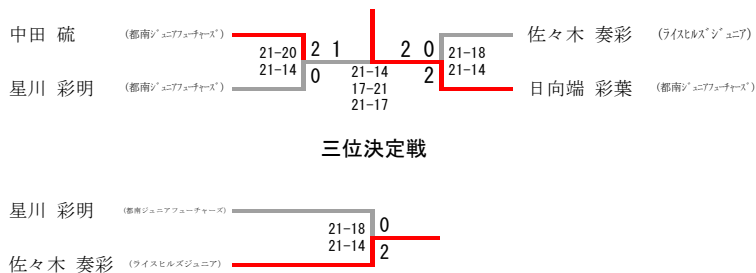 中田 硫 (都南ジュニアフューチャーズ) 2 1 2 0 佐々木 奏彩 (ライスヒルズジュニア)
21-20 21-18
21-14 21-14
0 21-14 2
17-21
21-17
星川 彩明 (都南ジュニアフューチャーズ) 日向端 彩葉 (都南ジュニアフューチャーズ)
三位決定戦
星川 彩明 (都南ジュニアフューチャーズ)
21-18 0
21-14 2
佐々木 奏彩 (ライスヒルズジュニア)